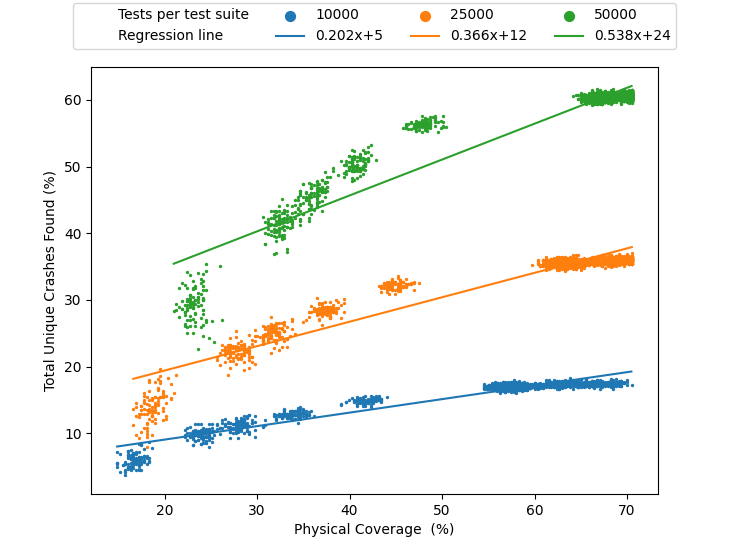 Tests per test suite 10000 25000 50000
Regression line 0.202x+5 0.366x+12 0.538x+24
60
50
40
30
20
10
Total Unique Crashes Found (%)
20 30 40 50 60 70
Physical Coverage (%)